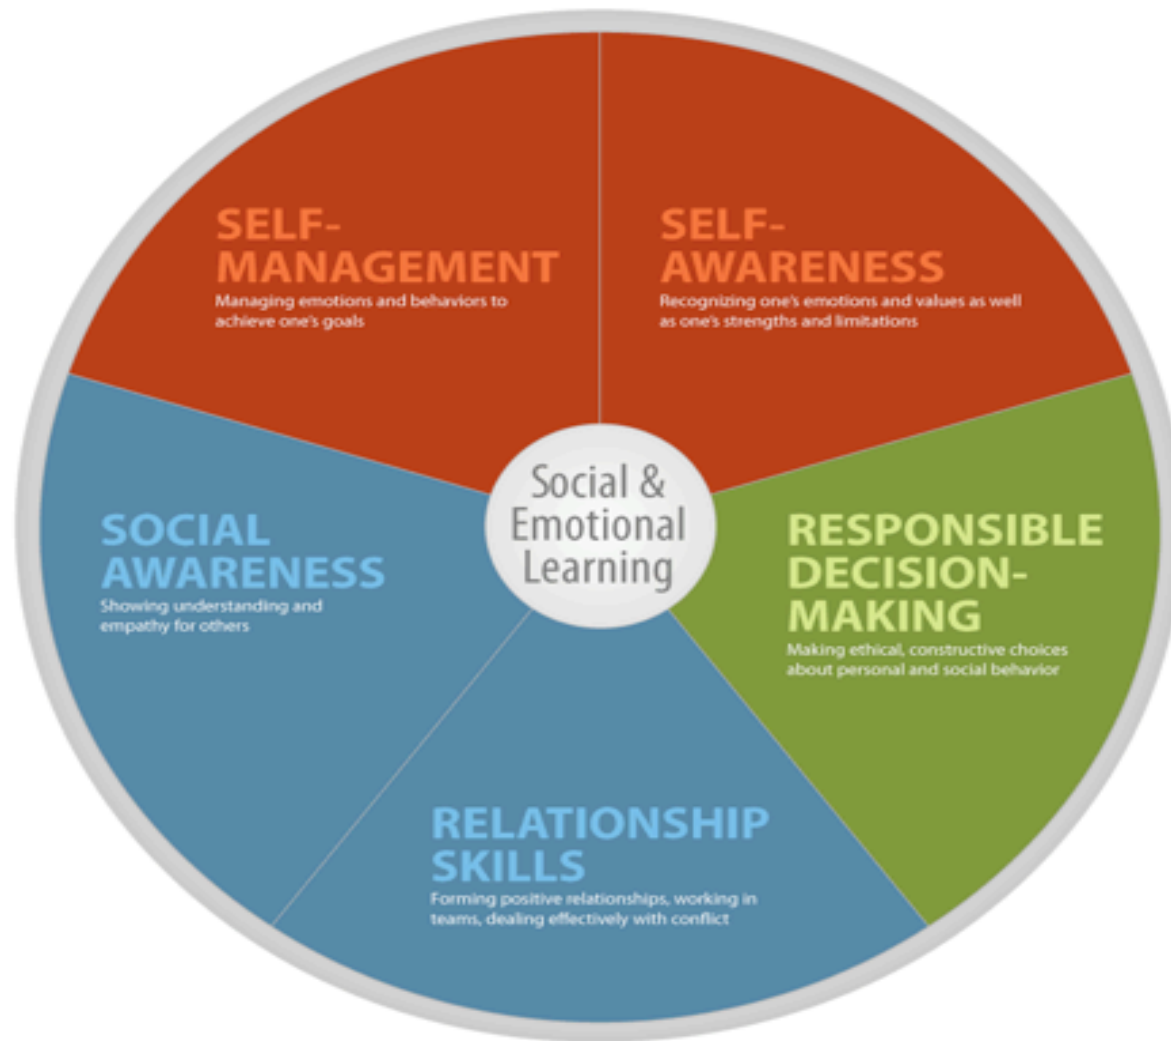 SELF-
MANAGEMENT
Managing emotions and behaviors to
achieve one's goals
SELF-
AWARENESS
Recognizing one's emotions and values as well
as one's strengths and limitations
SOCIAL
AWARENESS
Showing understanding and
empathy for others
Social &
Emotional
Learning
RESPONSIBLE
DECISION-
MAKING
Making ethical, constructive choices
about personal and social behavior
RELATIONSHIP
SKILLS
Forming positive relationships, working in
teams, dealing effectively with conflict